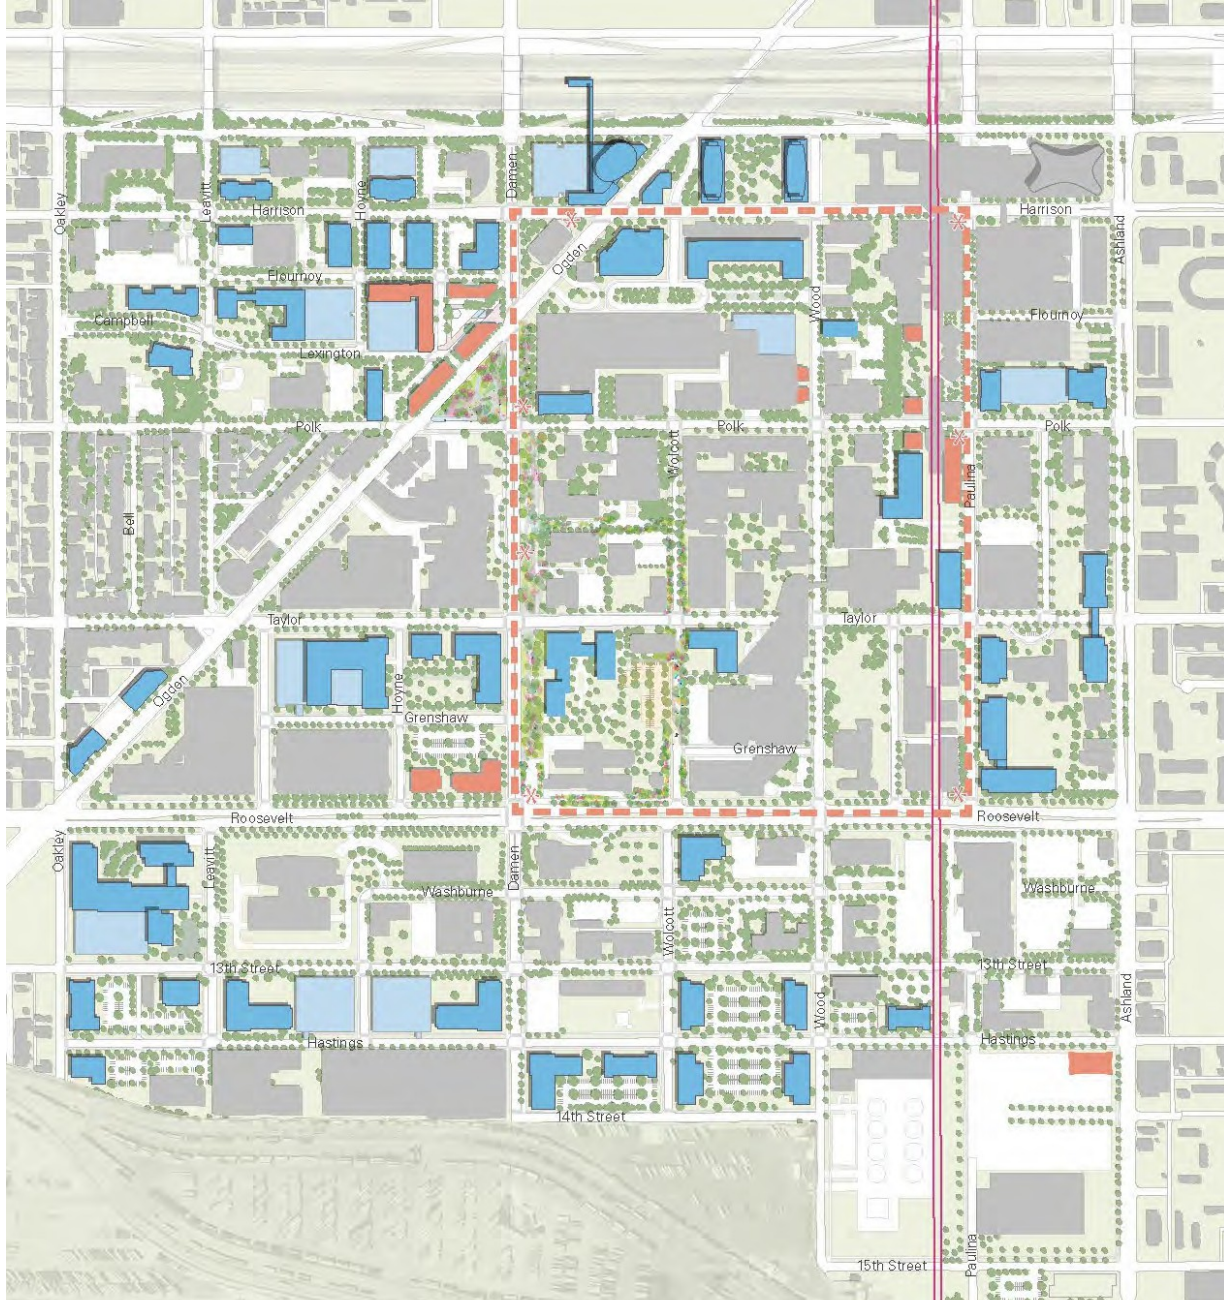 Damen
Oakley
Leavitt
Harrison
Hoyne
Harrison
Ashland
Ogden
Flournoy
Wood
Flournoy
Campbell
Lexington
Polk
Polk
Polk
Wolcott
Paulina
Bell
Taylor
Taylor
Ogden
Hoyne
Grenshaw
Grenshaw
Roosevelt
Roosevelt
Oakley
Leavitt
Damen
Washburne
Washburne
Wolcott
13th Street
13th Street
Wood
Ashland
Hastings
Hastings
14th Street
15th Street
Paulina